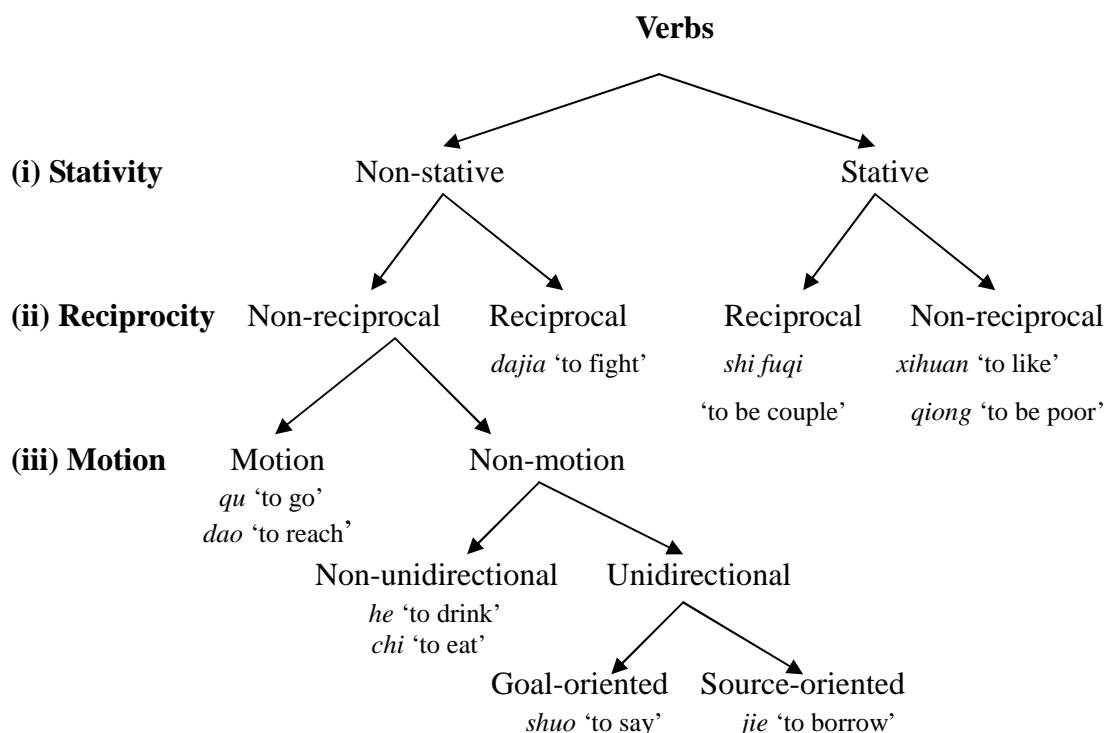 Verbs
(i) Stativity Non-stative Stative
(ii) Reciprocity Non-reciprocal Reciprocal Reciprocal Non-reciprocal
dajia ‘to fight’ shi fuqi xihuan ‘to like’
‘to be couple’ qiong ‘to be poor’
(iii) Motion Motion Non-motion
qu ‘to go’
dao ‘to reach’
Non-unidirectional Unidirectional
he ‘to drink’
chi ‘to eat’
Goal-oriented Source-oriented
shuo ‘to say’ jie ‘to borrow’